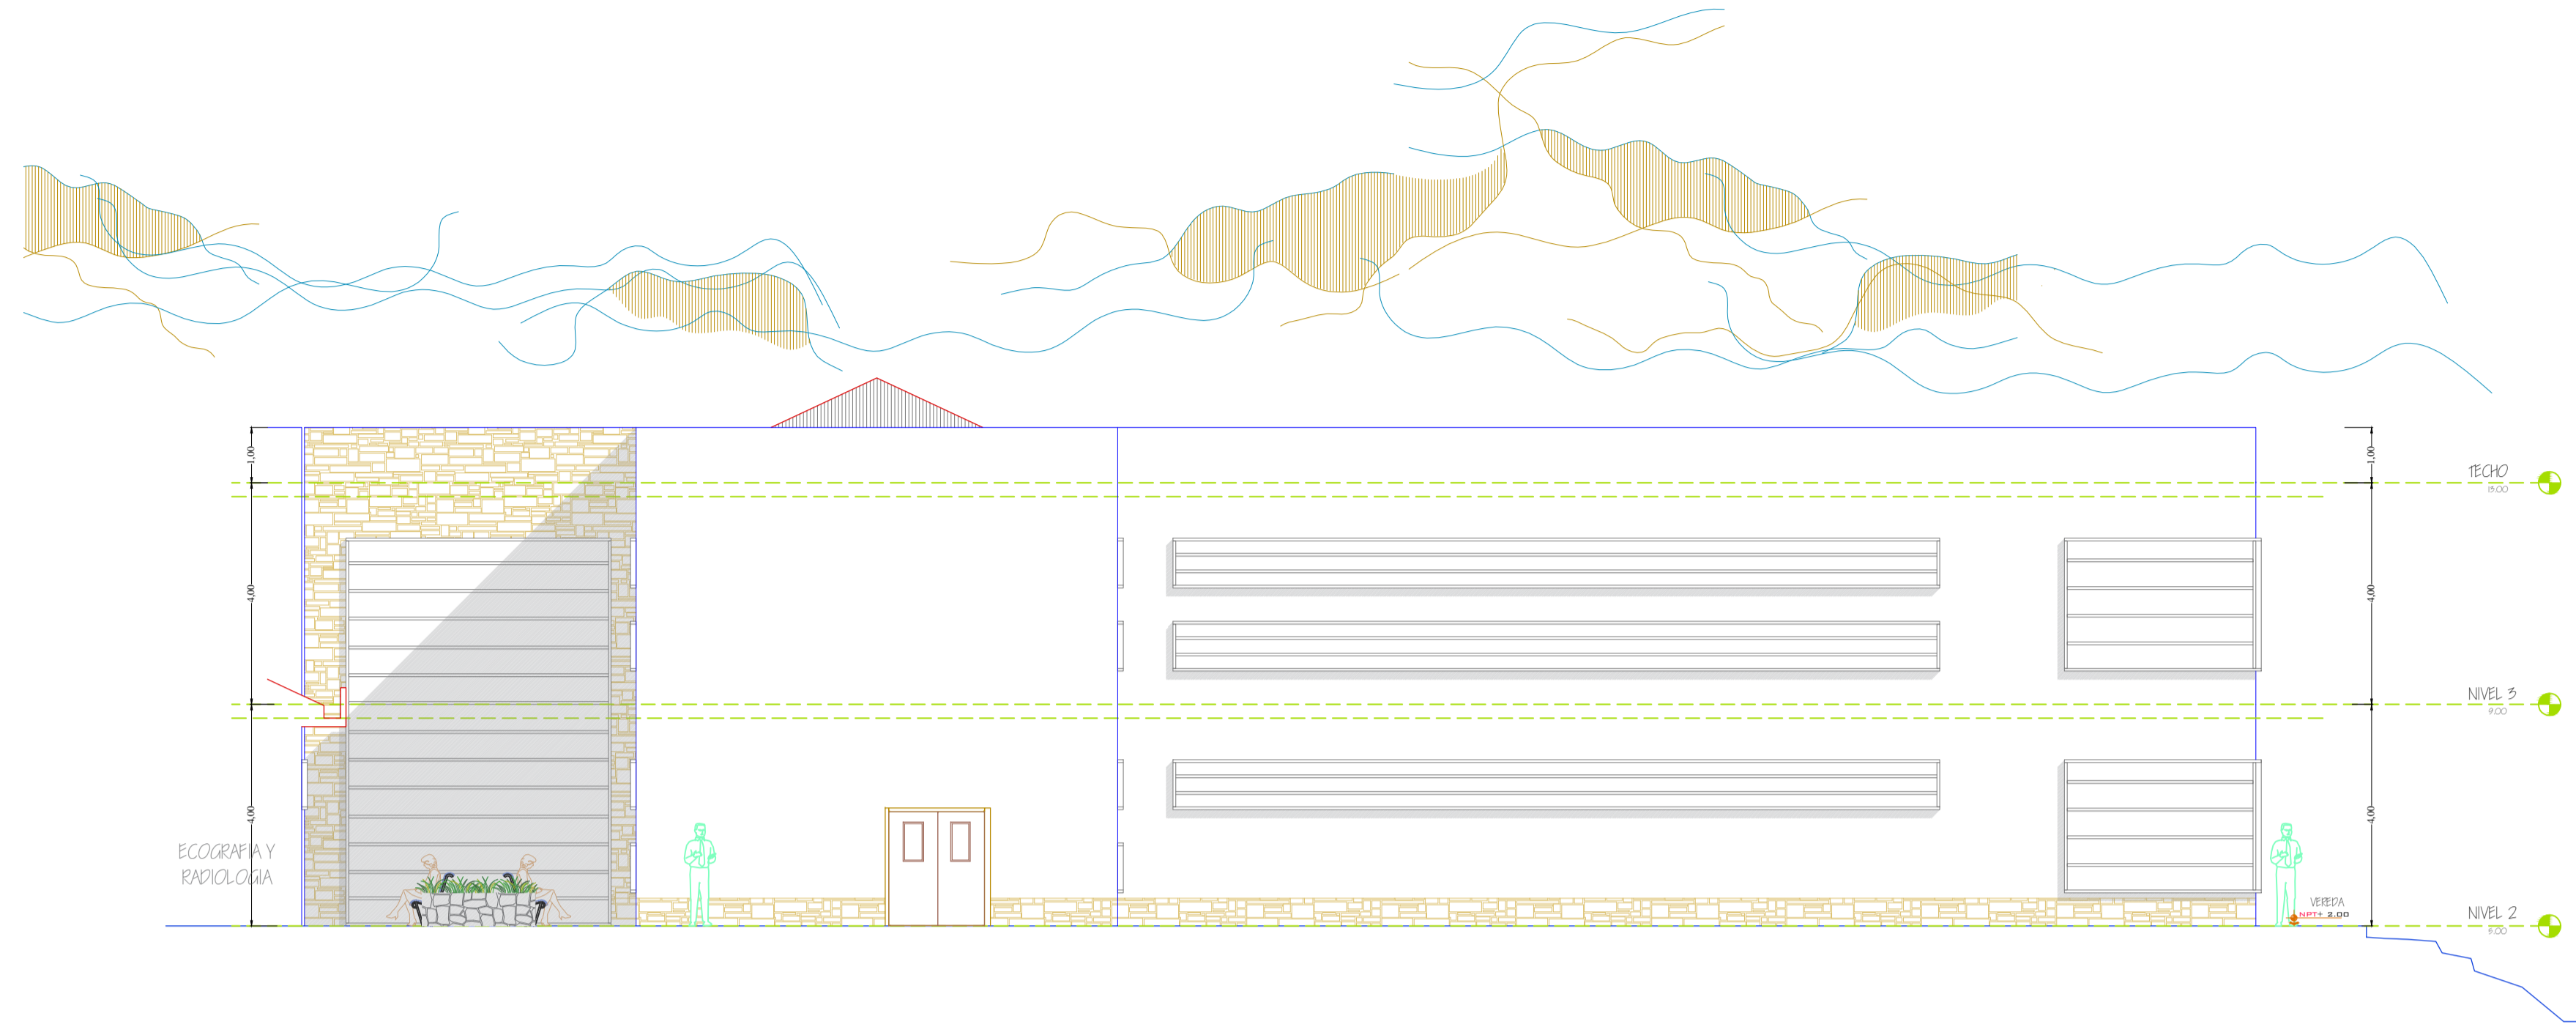 1,00
1,00
TECHO
13.00
4,00
4,00
NIVEL 3
9.00
4,00
4,00
ECOGRAFIA Y
RADIOLOGIA
VEREDA
NPT+ 2.00
NIVEL 2
5.00